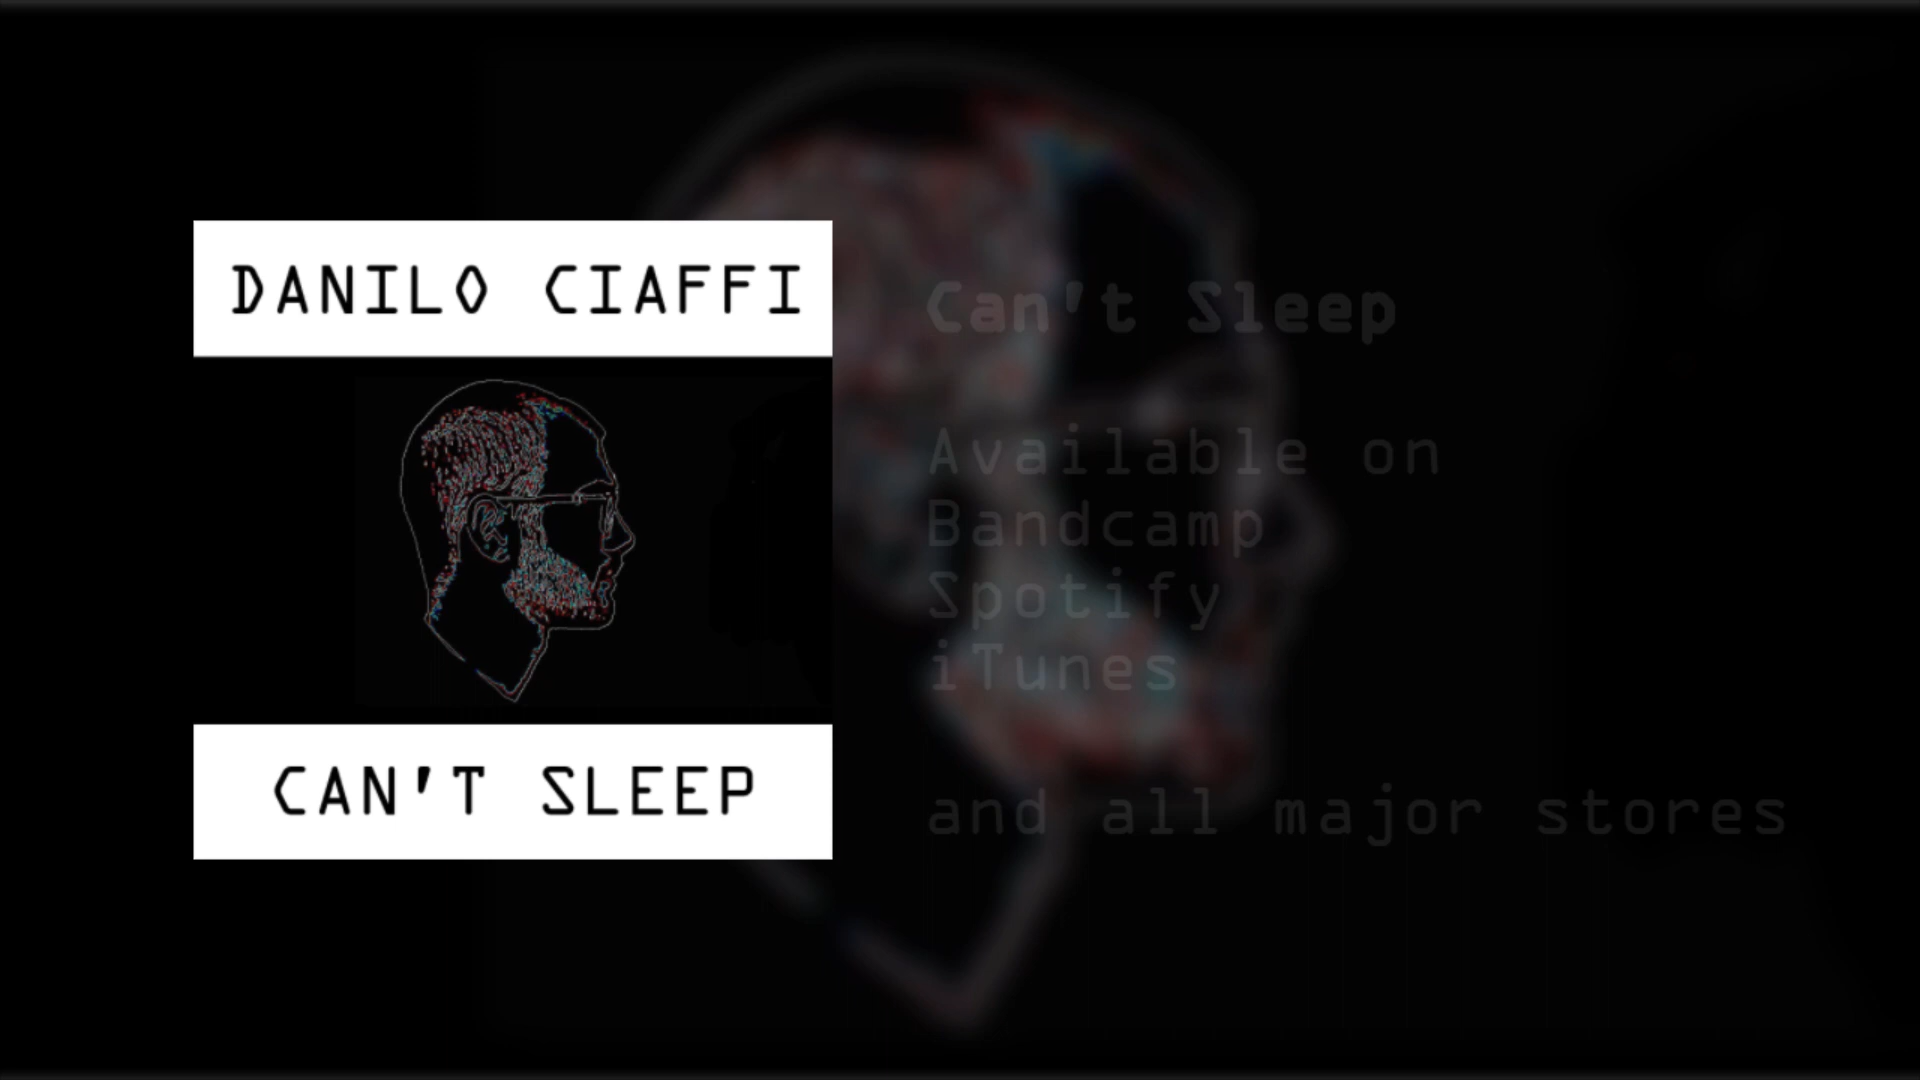 DANILO CIAFFI
CAN'T SLEEP
Can't Sleep
Available on
Bandcamp
Spotify
iTunes
and all major stores